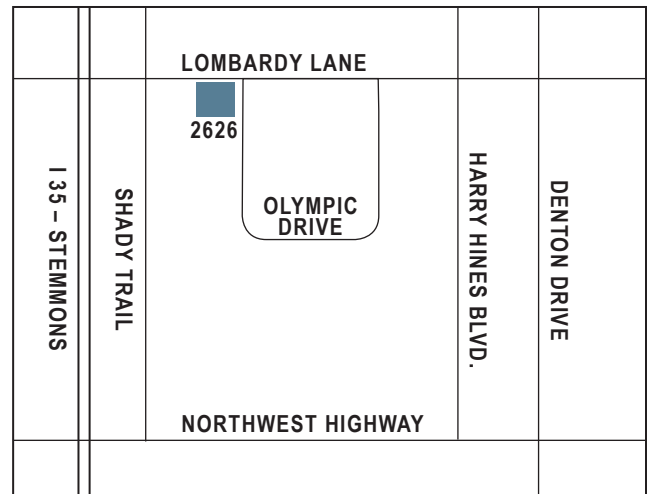 LOMBARDY LANE
2626
I 35 – STEMMONS
SHADY TRAIL
OLYMPIC
DRIVE
HARRY HINES BLVD.
DENTON DRIVE
NORTHWEST HIGHWAY